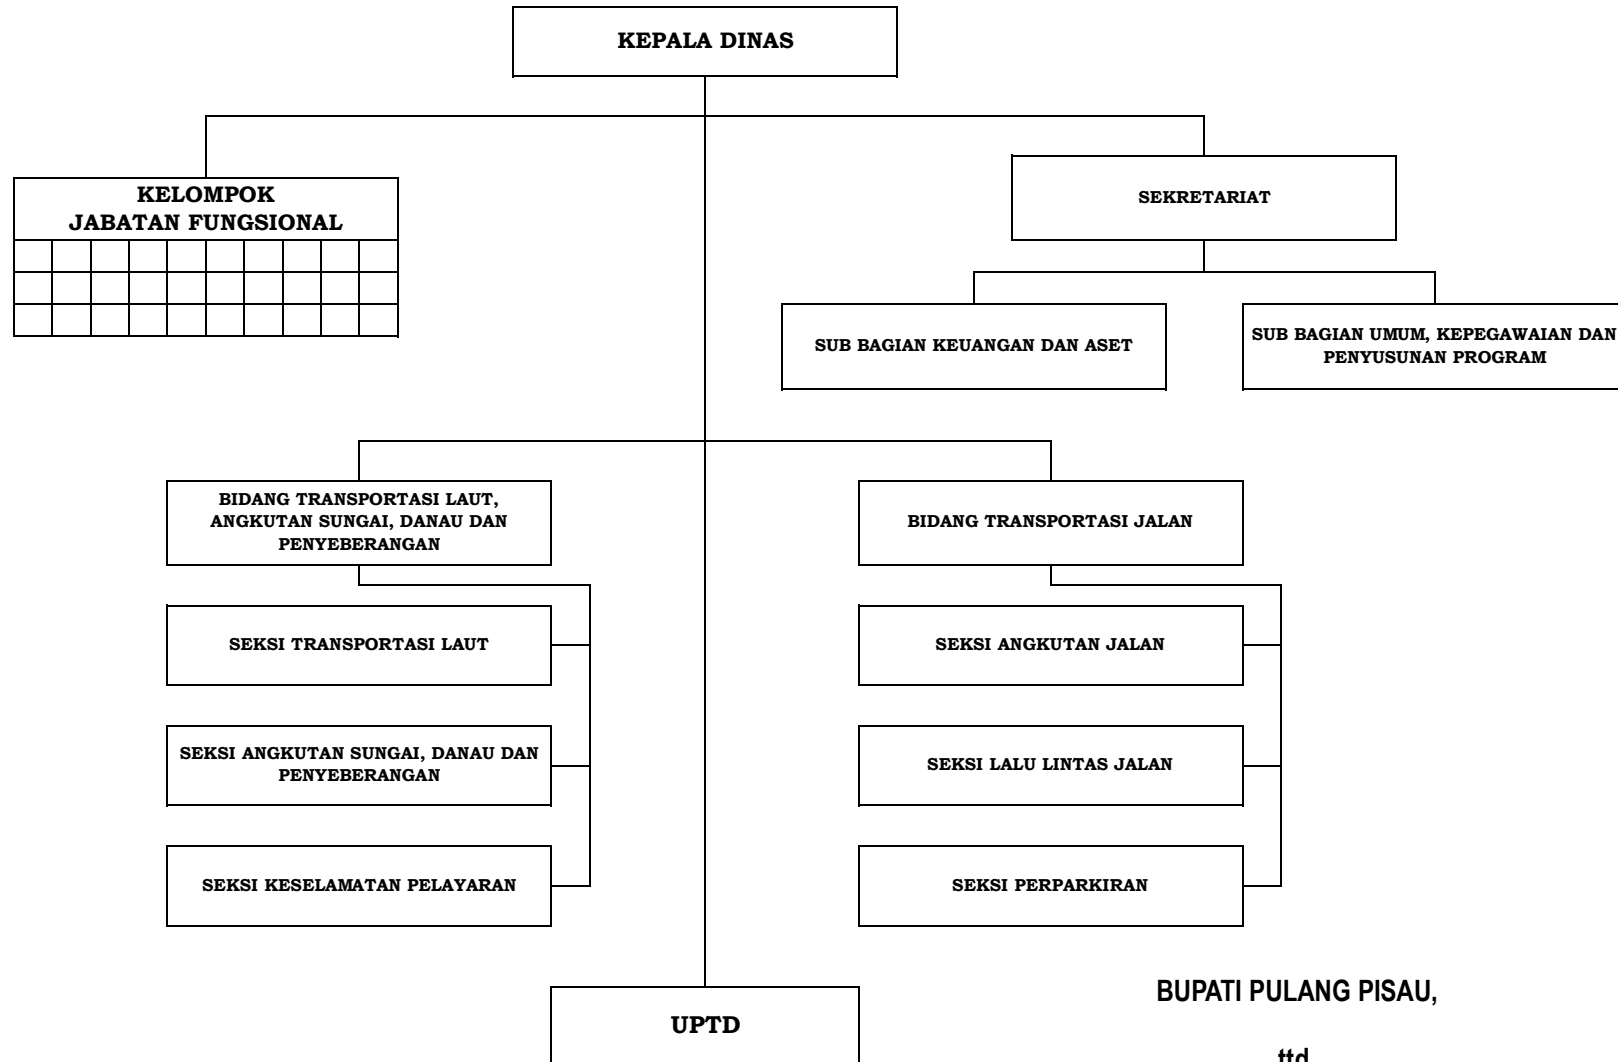 KEPALA DINAS
KELOMPOK
JABATAN FUNGSIONAL
SEKRETARIAT
SUB BAGIAN KEUANGAN DAN ASET
SUB BAGIAN UMUM, KEPEGAWAIAN DAN
PENYUSUNAN PROGRAM
BIDANG TRANSPORTASI LAUT,
ANGKUTAN SUNGAI, DANAU DAN
PENYEBERANGAN
BIDANG TRANSPORTASI JALAN
SEKSI TRANSPORTASI LAUT
SEKSI ANGKUTAN JALAN
SEKSI ANGKUTAN SUNGAI, DANAU DAN
PENYEBERANGAN
SEKSI LALU LINTAS JALAN
SEKSI KESELAMATAN PELAYARAN
SEKSI PERPARKIRAN
UPTD
BUPATI PULANG PISAU,
ttd